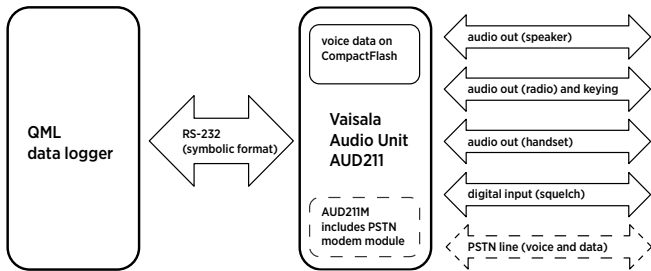 QML
data logger
RS-232
(symbolic format)
voice data on
CompactFlash
Vaisala
Audio Unit
AUD211
AUD211M
includes PSTN
modem module
audio out (speaker)
audio out (radio) and keying
audio out (handset)
digital input (squelch)
PSTN line (voice and data)